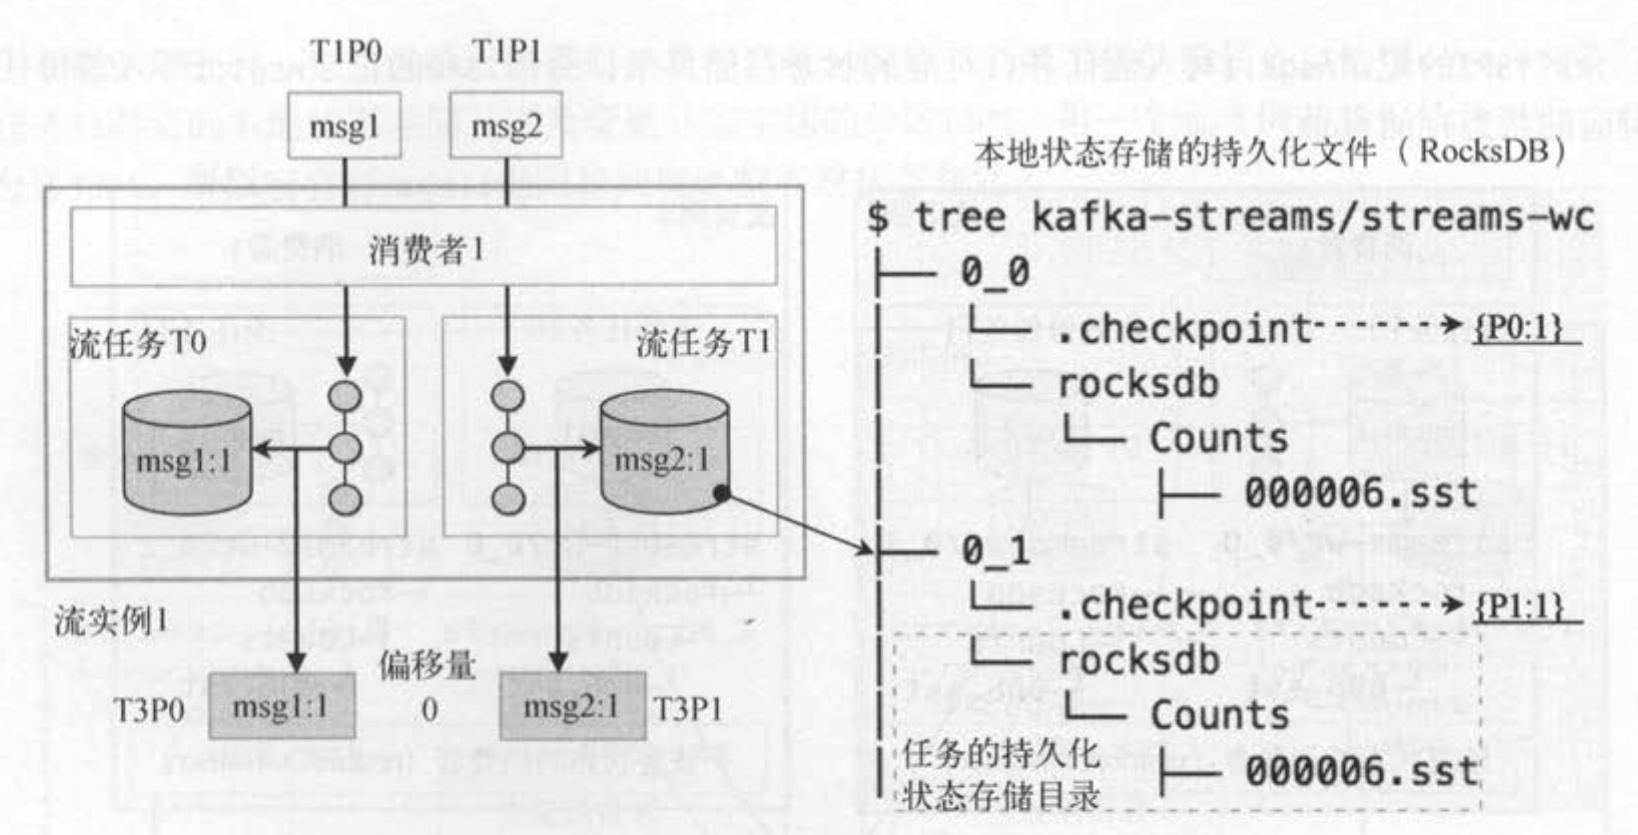 T1P0 T1P1
msg1 msg2
消费者1
流任务T0 流任务T1
msg1:1 msg2:1
流实例1
偏移量
T3P0 msg1:1 0 msg2:1 T3P1
本地状态存储的持久化文件（RocksDB）
$ tree kafka-streams/streams-wc
├── 0_0
└── .checkpoint {P0:1}
└── rocksdb
└── Counts
├── 000006.sst
├── 0_1
└── .checkpoint {P1:1}
└── rocksdb
└── Counts
├── 000006.sst
任务的持久化
状态存储目录